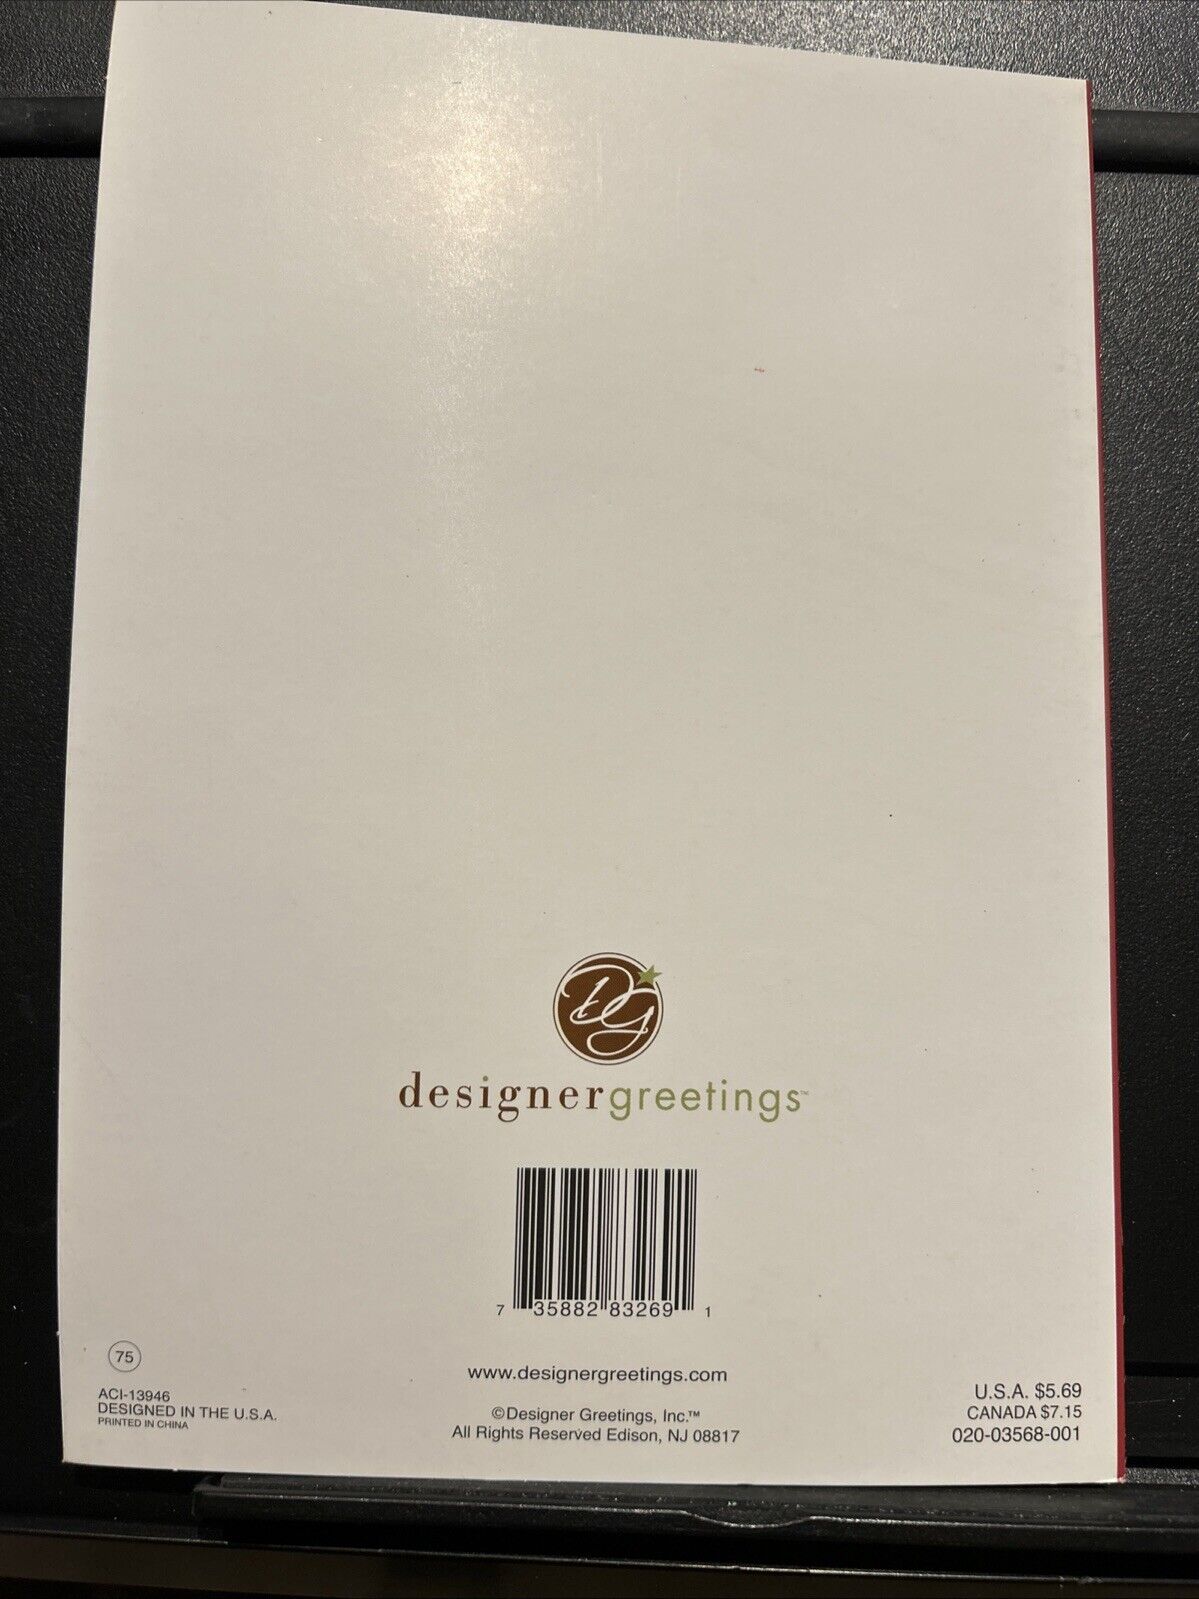 DG
designergreetings™
7 35882 83269 1
75
ACI-13946
DESIGNED IN THE U.S.A.
PRINTED IN CHINA
www.designergreetings.com
©Designer Greetings, Inc.™
All Rights Reserved Edison, NJ 08817
U.S.A. $5.69
CANADA $7.15
020-03568-001